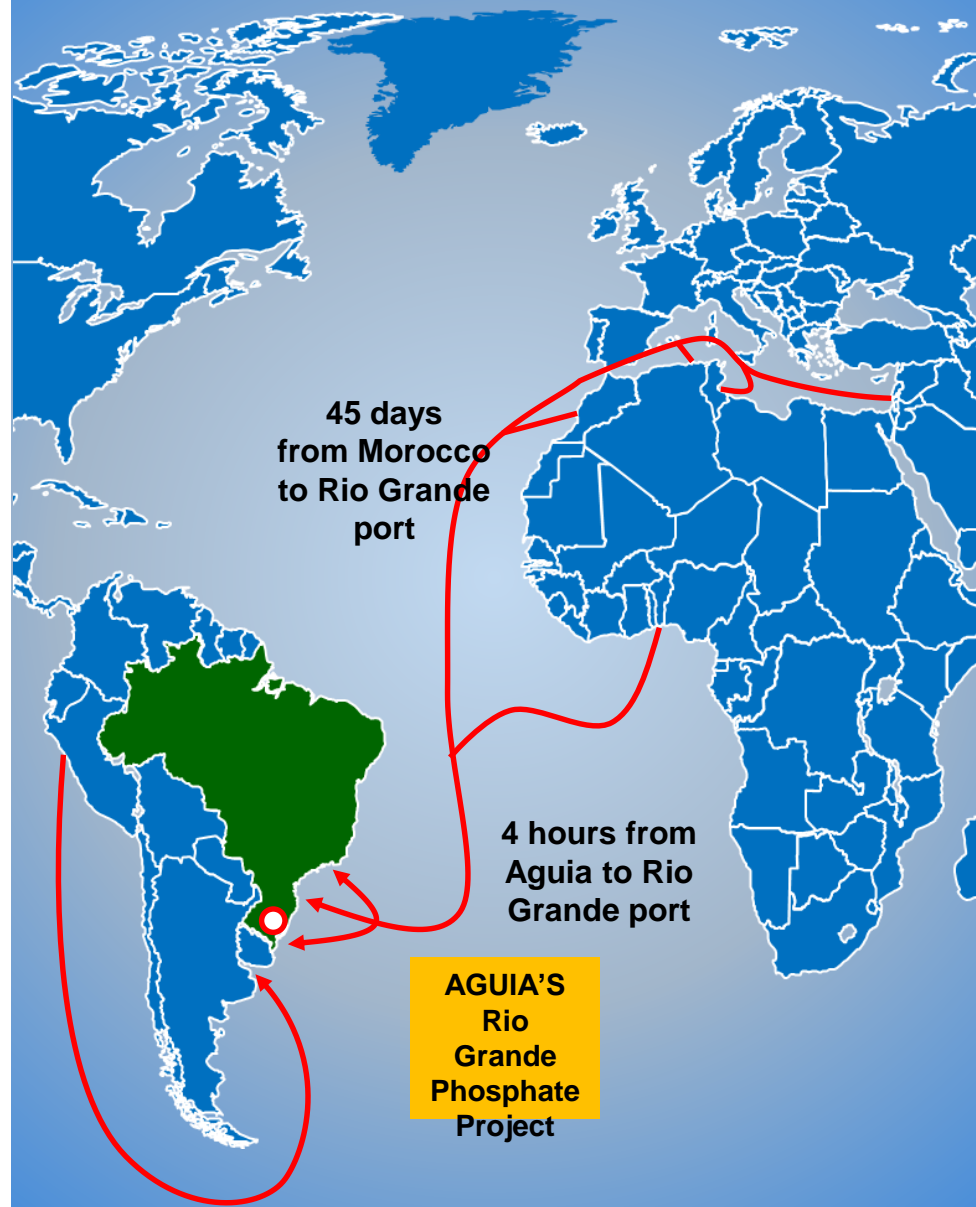 45 days
from Morocco
to Rio Grande
port
4 hours from
Aguia to Rio
Grande port
AGUIA’S
Rio
Grande
Phosphate
Project